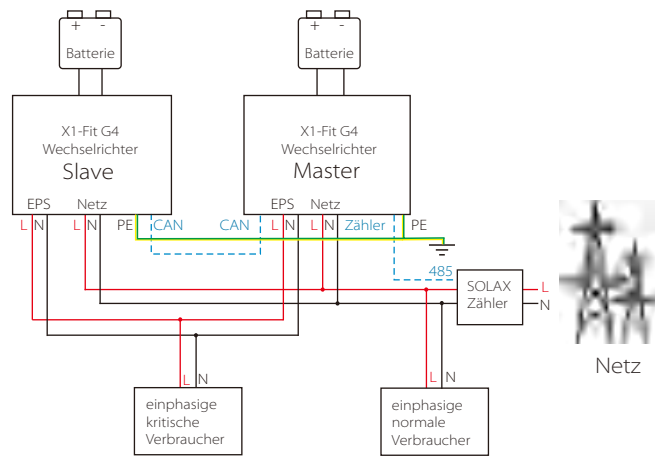 + -
Batterie
+ -
Batterie
X1-Fit G4
Wechselrichter
Slave
EPS Netz
L N L N PE CAN
X1-Fit G4
Wechselrichter
Master
EPS Netz
CAN L N L N Zähler PE
485
SOLAX
Zähler
L
N
Netz
L N
einphasige
kritische
Verbraucher
L N
einphasige
normale
Verbraucher